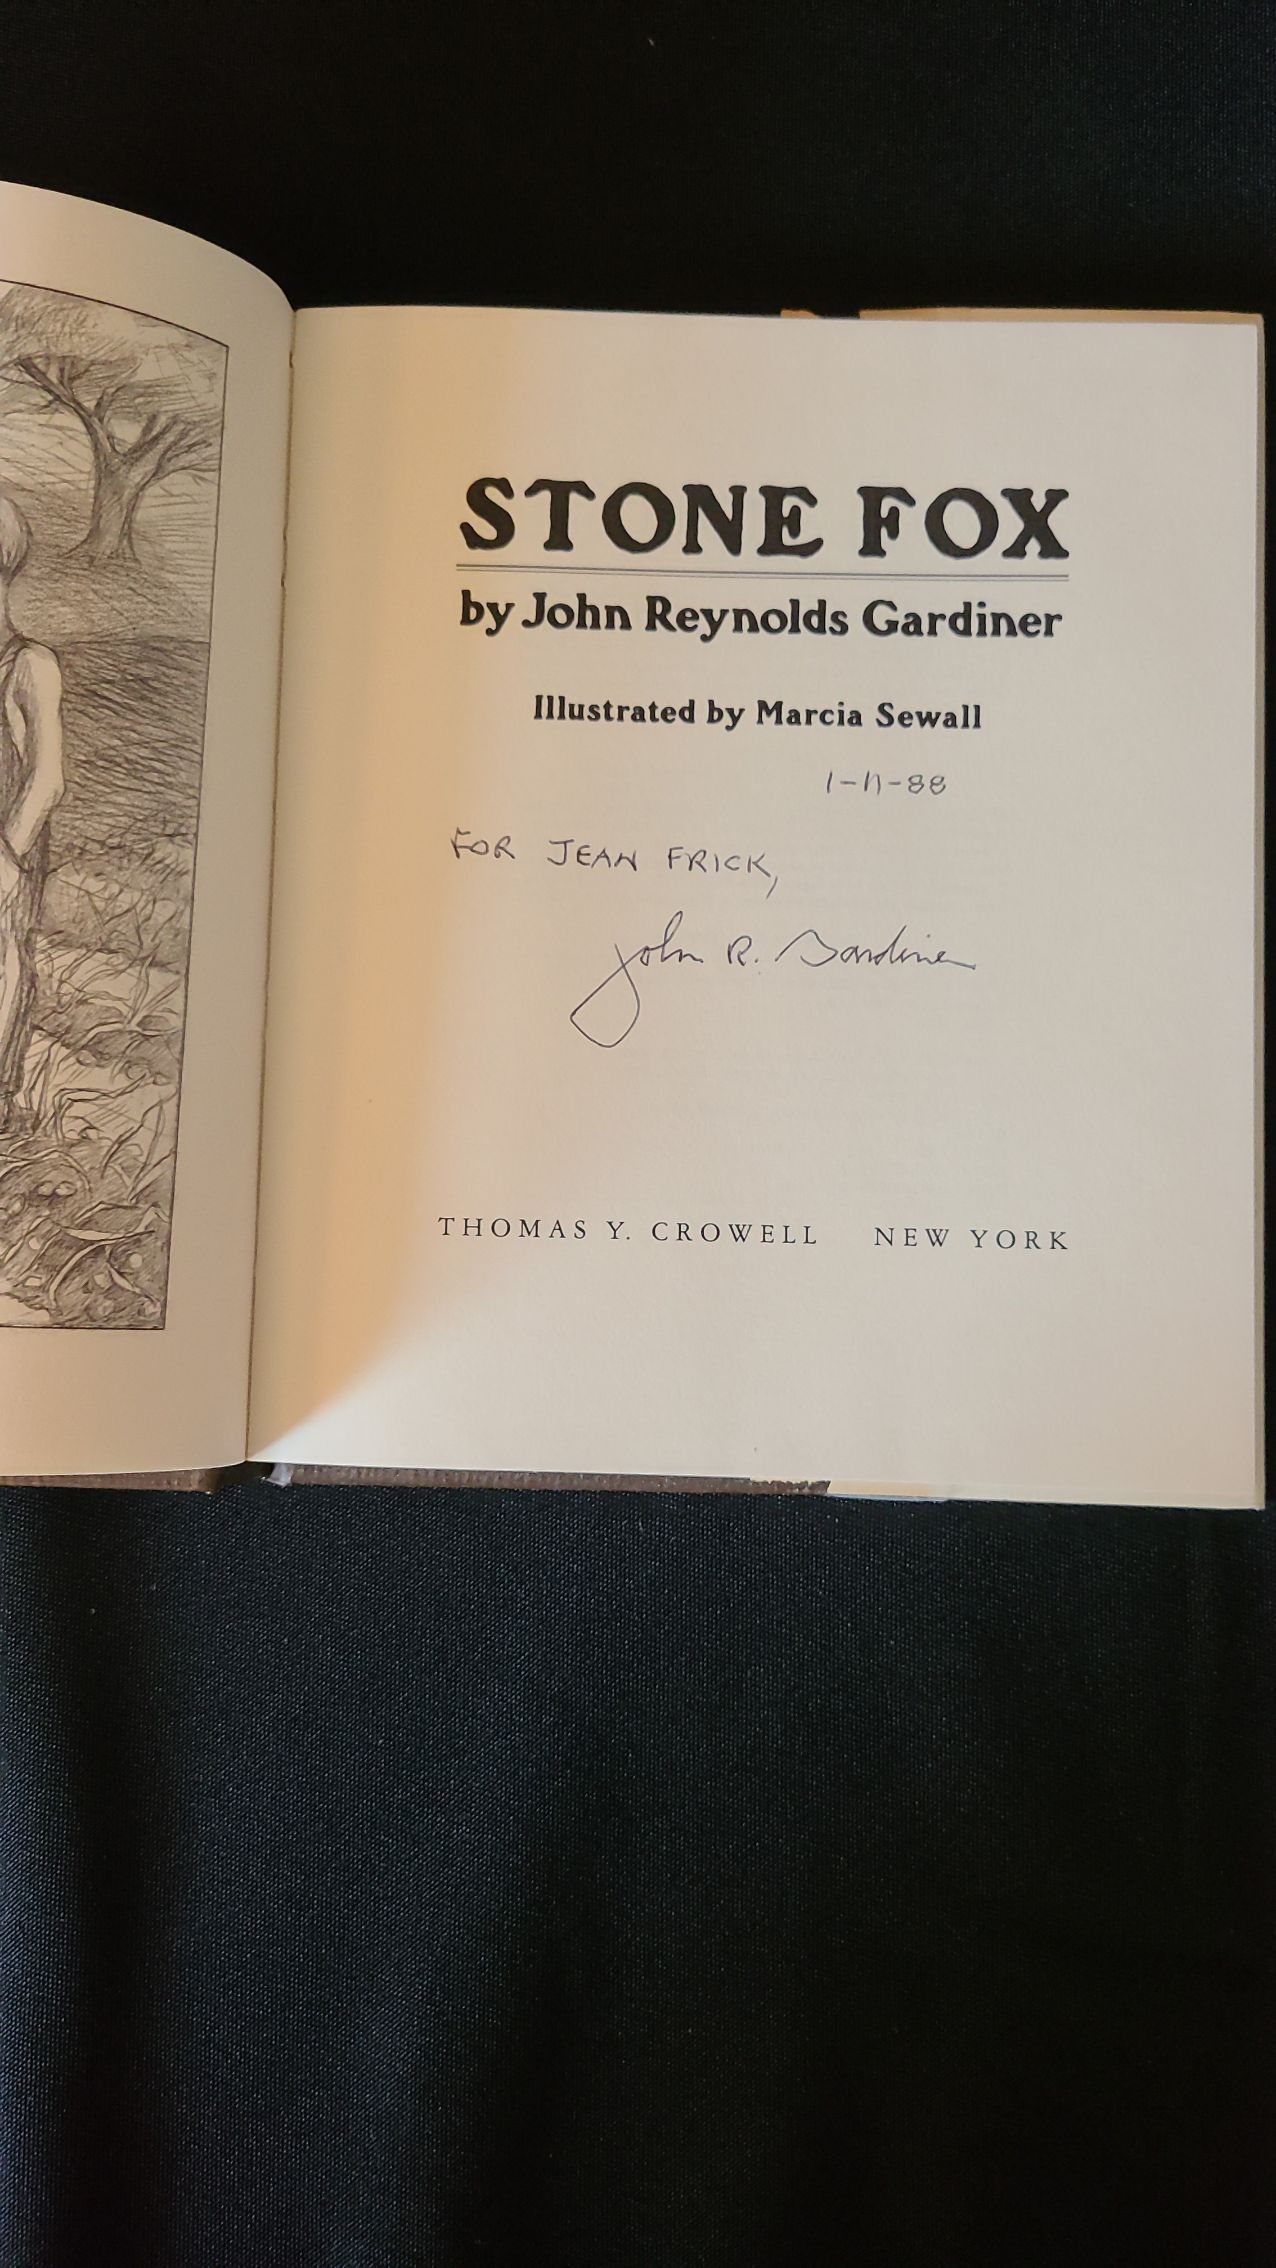 STONE FOX
by John Reynolds Gardiner
Illustrated by Marcia Sewall
1-11-88
FOR JEAN FRICK,
John R. Gardiner
THOMAS Y. CROWELL NEW YORK